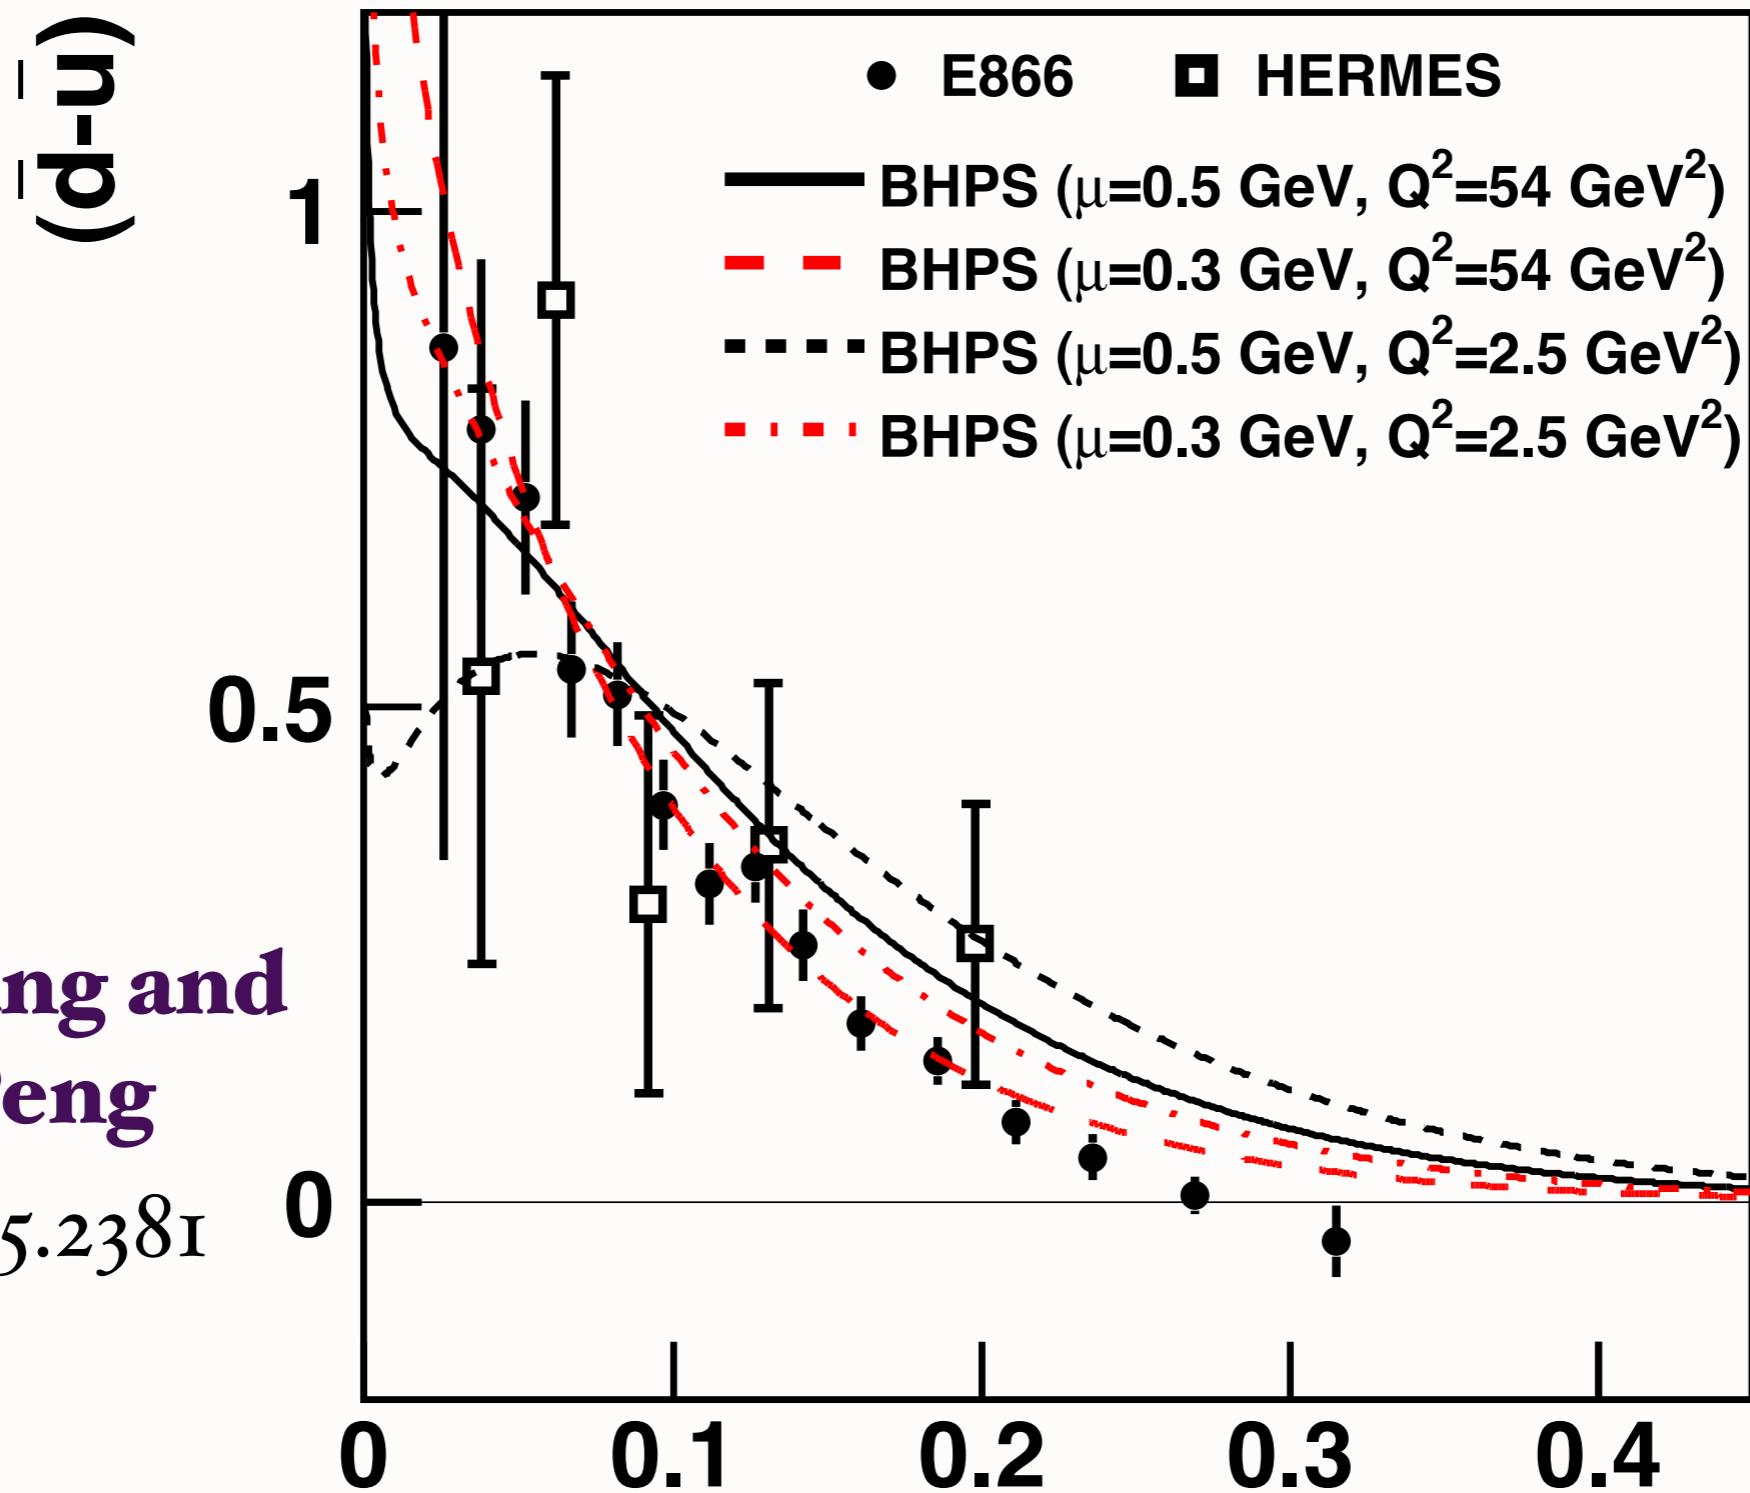 (d̅-u̅)
E866 HERMES
BHPS (μ=0.5 GeV, Q²=54 GeV²)
BHPS (μ=0.3 GeV, Q²=54 GeV²)
BHPS (μ=0.5 GeV, Q²=2.5 GeV²)
BHPS (μ=0.3 GeV, Q²=2.5 GeV²)
1
0.5
0
ng and
eng
5.2381
0 0.1 0.2 0.3 0.4